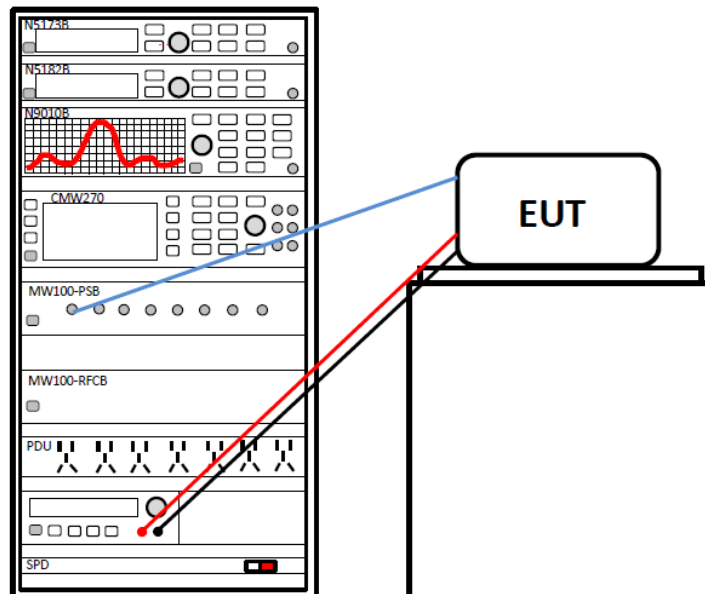 N5173B
N5182B
N9010B
CMW270
EUT
MW100-PSB
MW100-RFCB
PDU
SPD